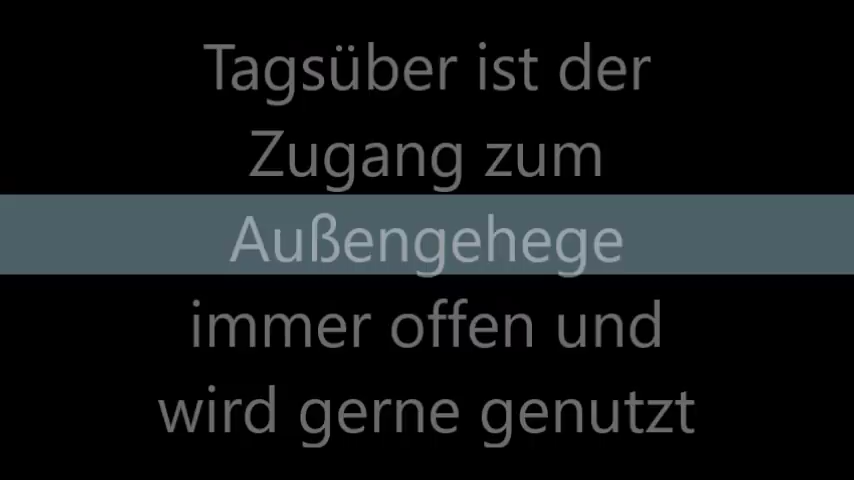 Tagsüber ist der
Zugang zum
Außengehege
immer offen und
wird gerne genutzt